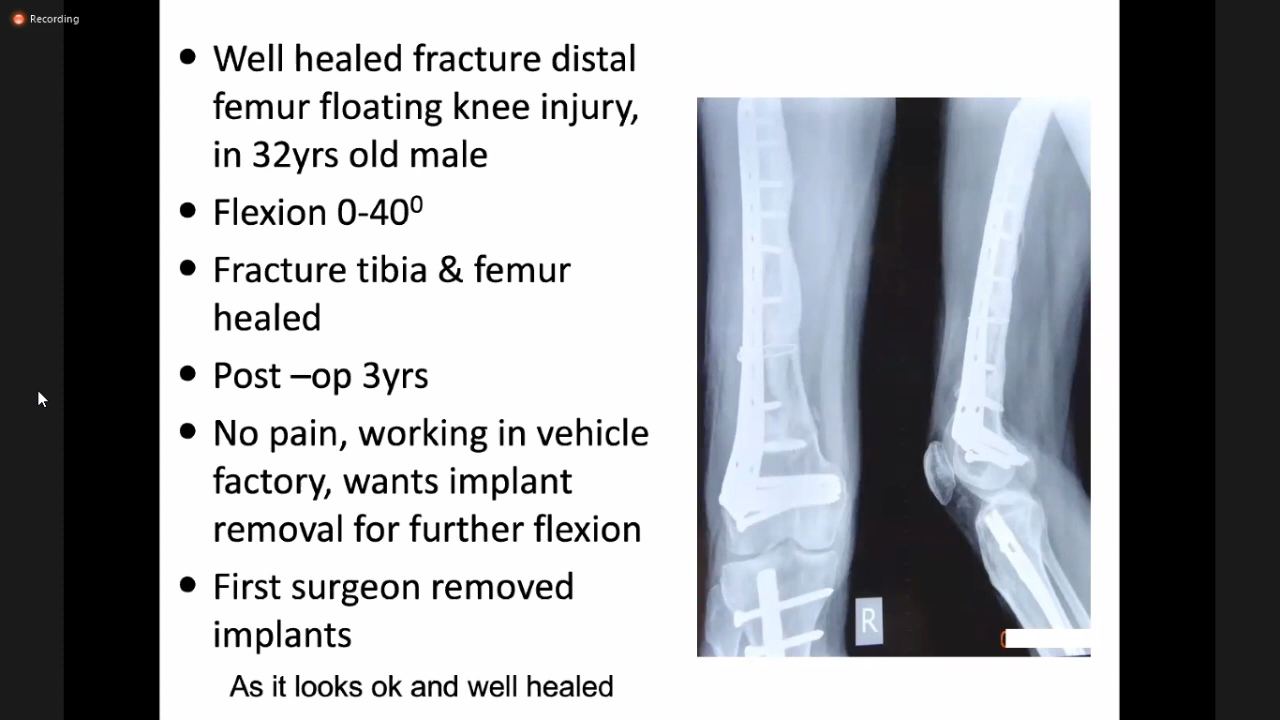 Recording
• Well healed fracture distal
femur floating knee injury,
in 32yrs old male
• Flexion 0-40⁰
• Fracture tibia & femur
healed
• Post –op 3yrs
• No pain, working in vehicle
factory, wants implant
removal for further flexion
• First surgeon removed
implants
As it looks ok and well healed
R